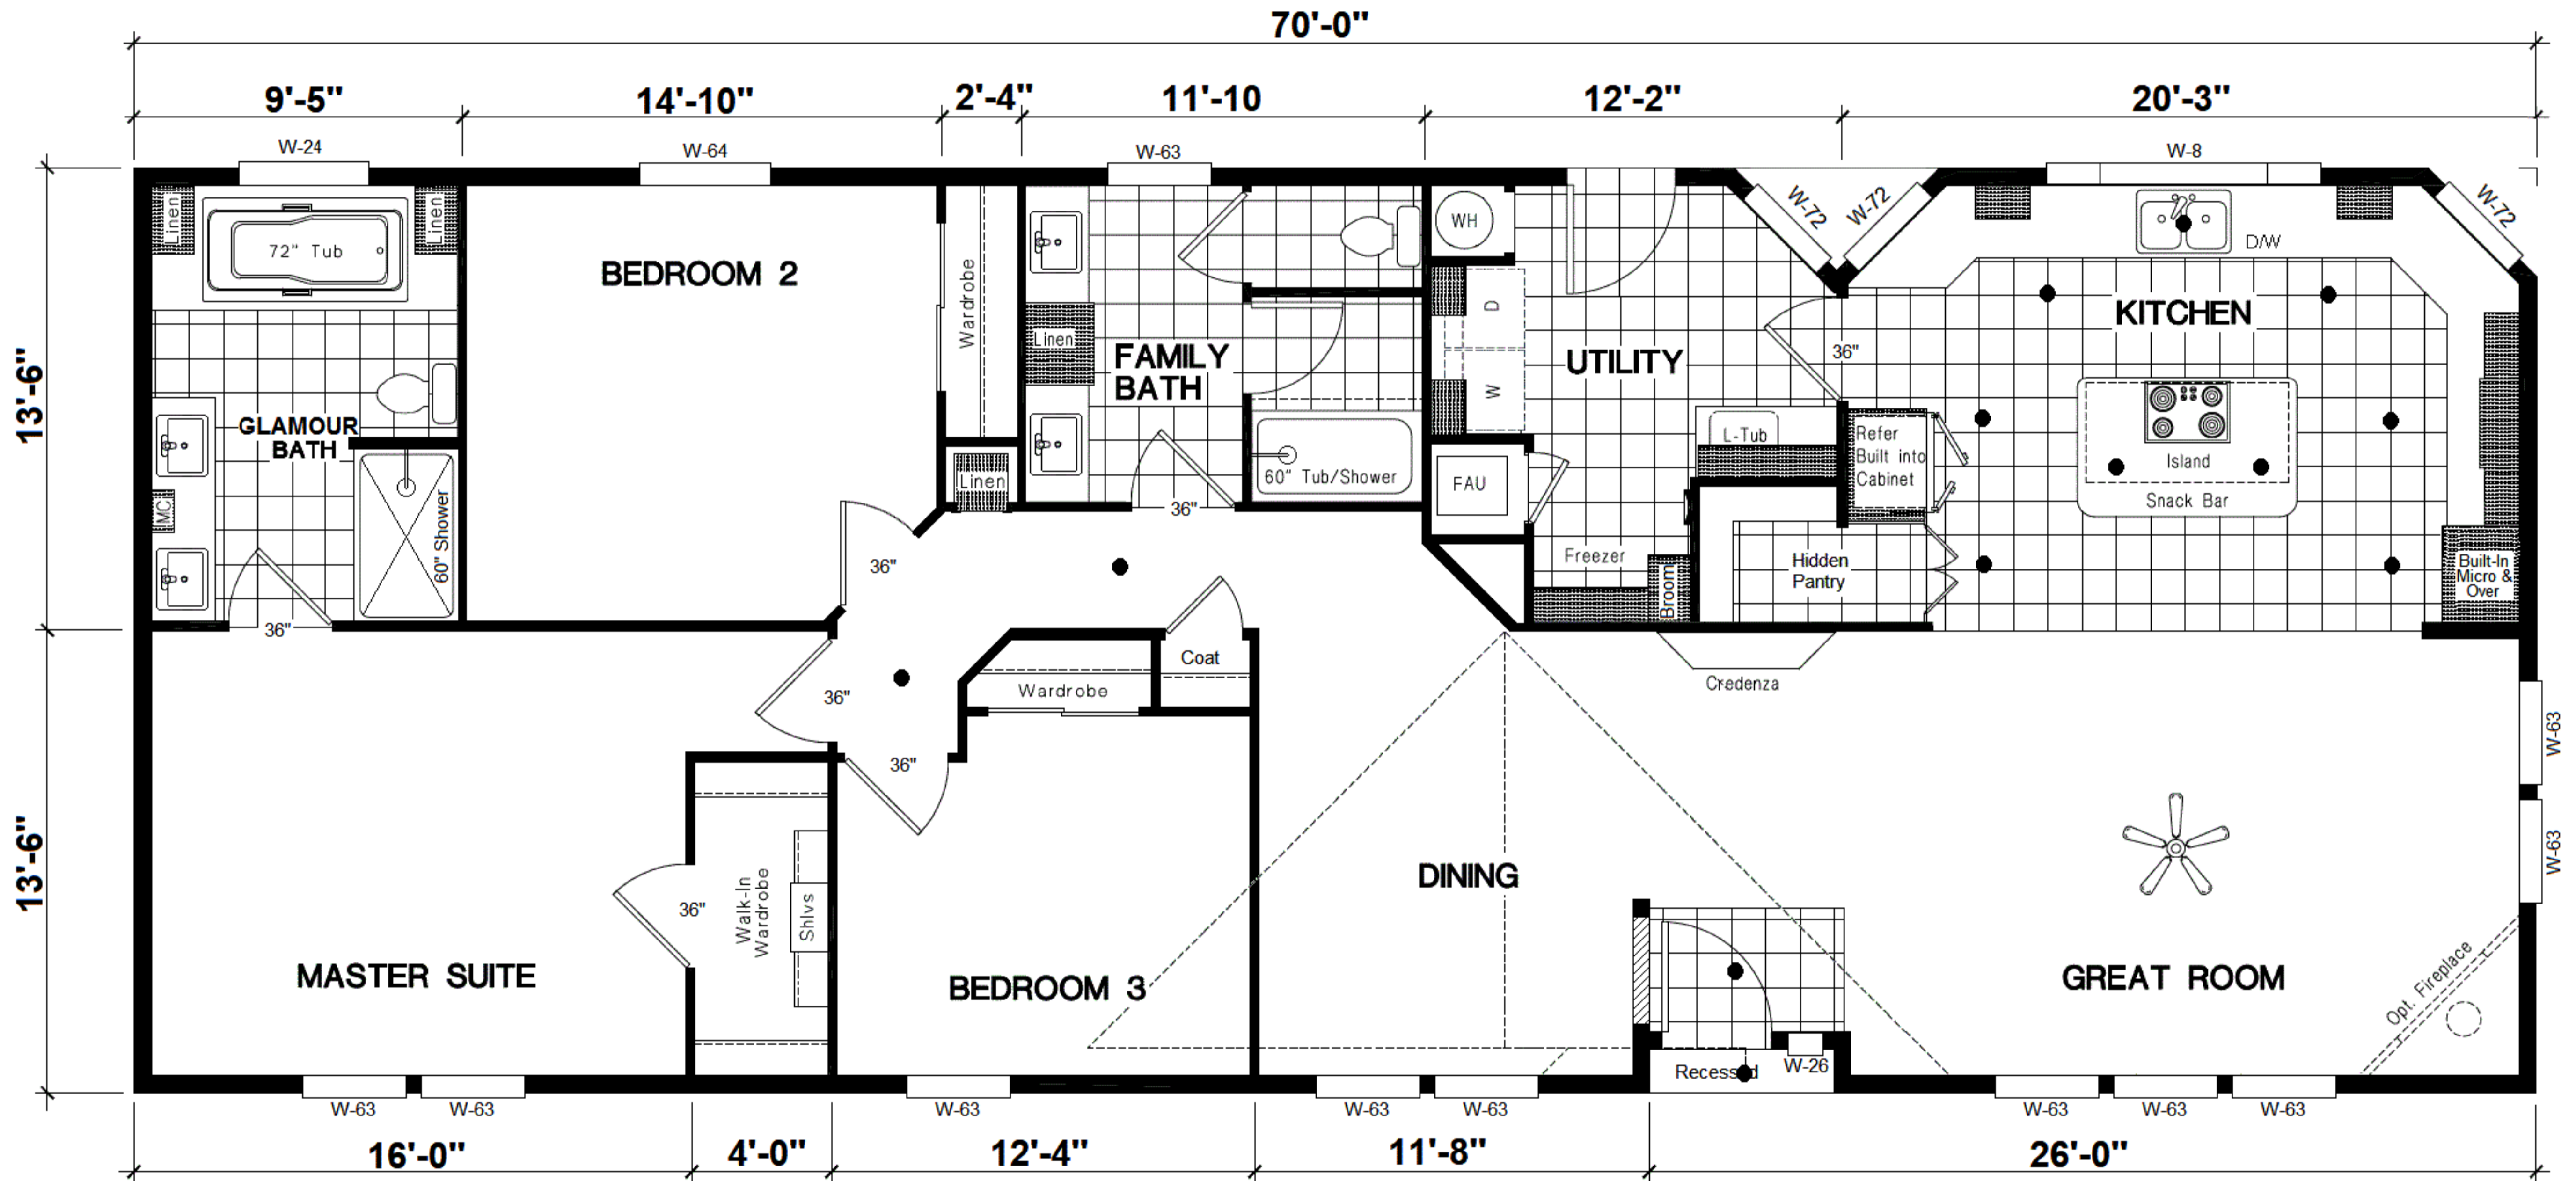 70'-0"
9'-5"
14'-10"
2'-4"
11'-10
12'-2"
20'-3"
W-24
W-64
W-63
W-8
Linen
Linen
72" Tub
BEDROOM 2
Wardrobe
WH
W-72
W-72
W-72
D/W
KITCHEN
13'-6"
D
W
Linen
FAMILY
BATH
UTILITY
36"
GLAMOUR
BATH
MC
60" Shower
36"
Linen
60" Tub/Shower
36"
FAU
L-Tub
Refer
Built into
Cabinet
Island
Snack Bar
36"
Freezer
Broom
Hidden
Pantry
Built-In
Micro &
Over
Coat
Wardrobe
36"
36"
Credenza
W-63
W-63
13'-6"
36"
Walk-In
Wardrobe
Shlvs
MASTER SUITE
BEDROOM 3
DINING
GREAT ROOM
Opt. Fireplace
Recessed
W-26
W-63
W-63
W-63
W-63
W-63
W-63
W-63
W-63
16'-0"
4'-0"
12'-4"
11'-8"
26'-0"